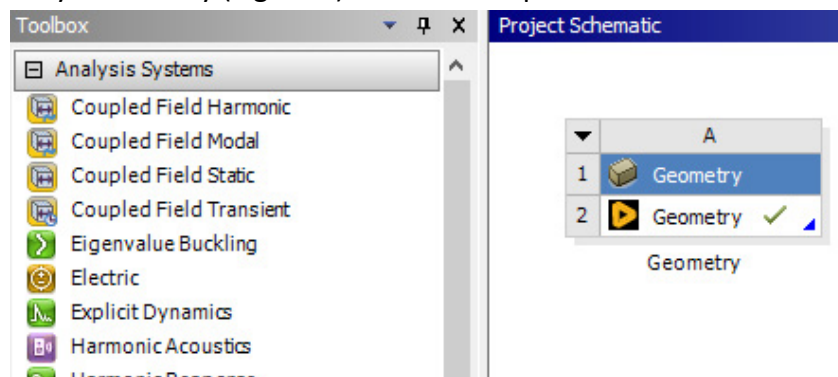 Toolbox
Analysis Systems
Coupled Field Harmonic
Coupled Field Modal
Coupled Field Static
Coupled Field Transient
Eigenvalue Buckling
Electric
Explicit Dynamics
Harmonic Acoustics
Project Schematic
A
1 Geometry
2 Geometry
Geometry